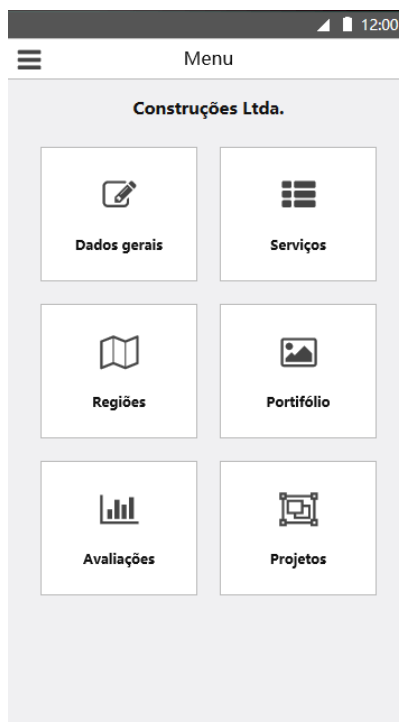 12:00
Menu
Construções Ltda.
Dados gerais
Serviços
Regiões
Portifólio
Avaliações
Projetos